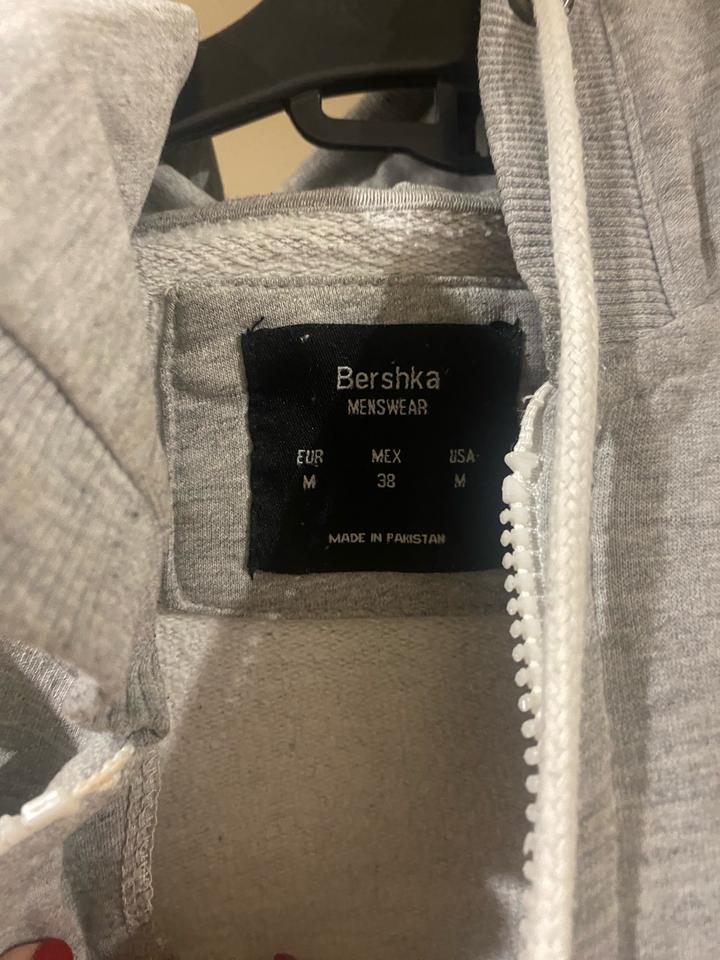 Bershka
MENSWEAR
EUR MEX USA
M 38 M
MADE IN PAKISTAN